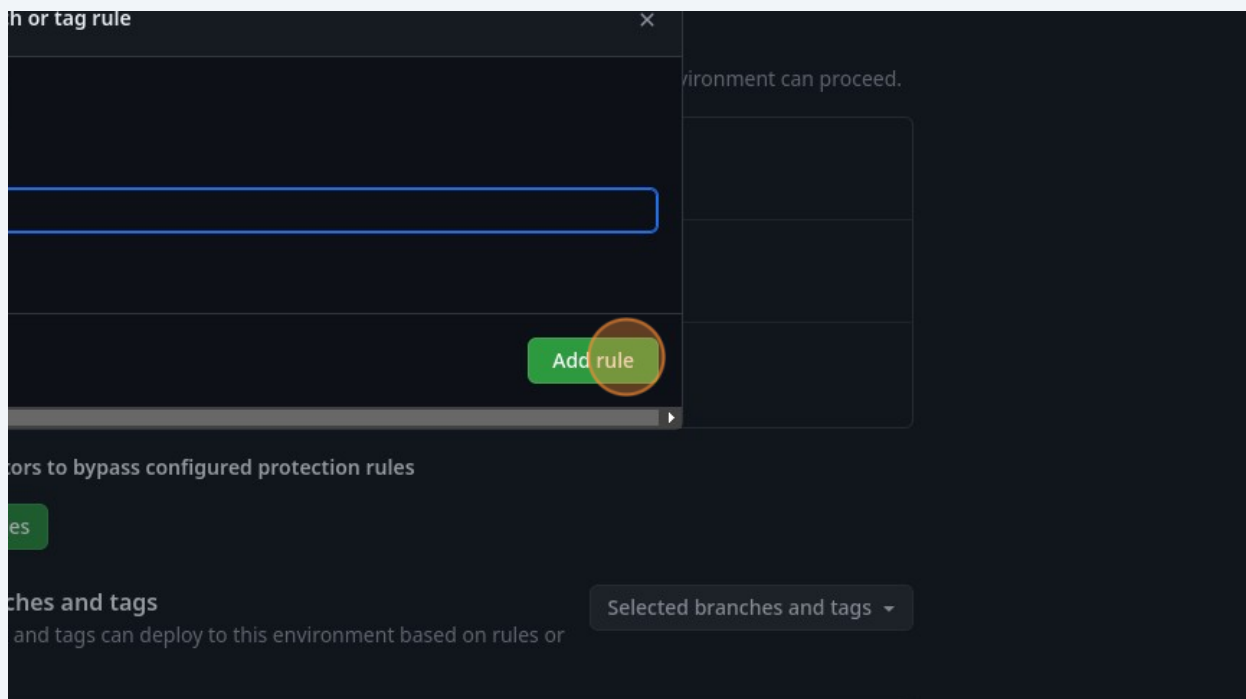 h or tag rule
vironment can proceed.
Add rule
tors to bypass configured protection rules
es
ches and tags
Selected branches and tags
and tags can deploy to this environment based on rules or